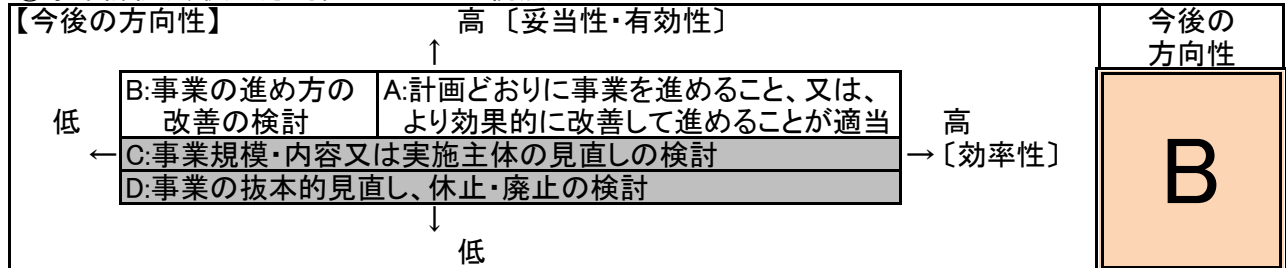 【今後の方向性】
高〔妥当性・有効性〕
今後の
方向性
↑
B:事業の進め方の
改善の検討
A:計画どおりに事業を進めること、又は、
より効果的に改善して進めることが適当
低
←
高
→〔効率性〕
C:事業規模・内容又は実施主体の見直しの検討
D:事業の抜本的見直し、休止・廃止の検討
B
↓
低